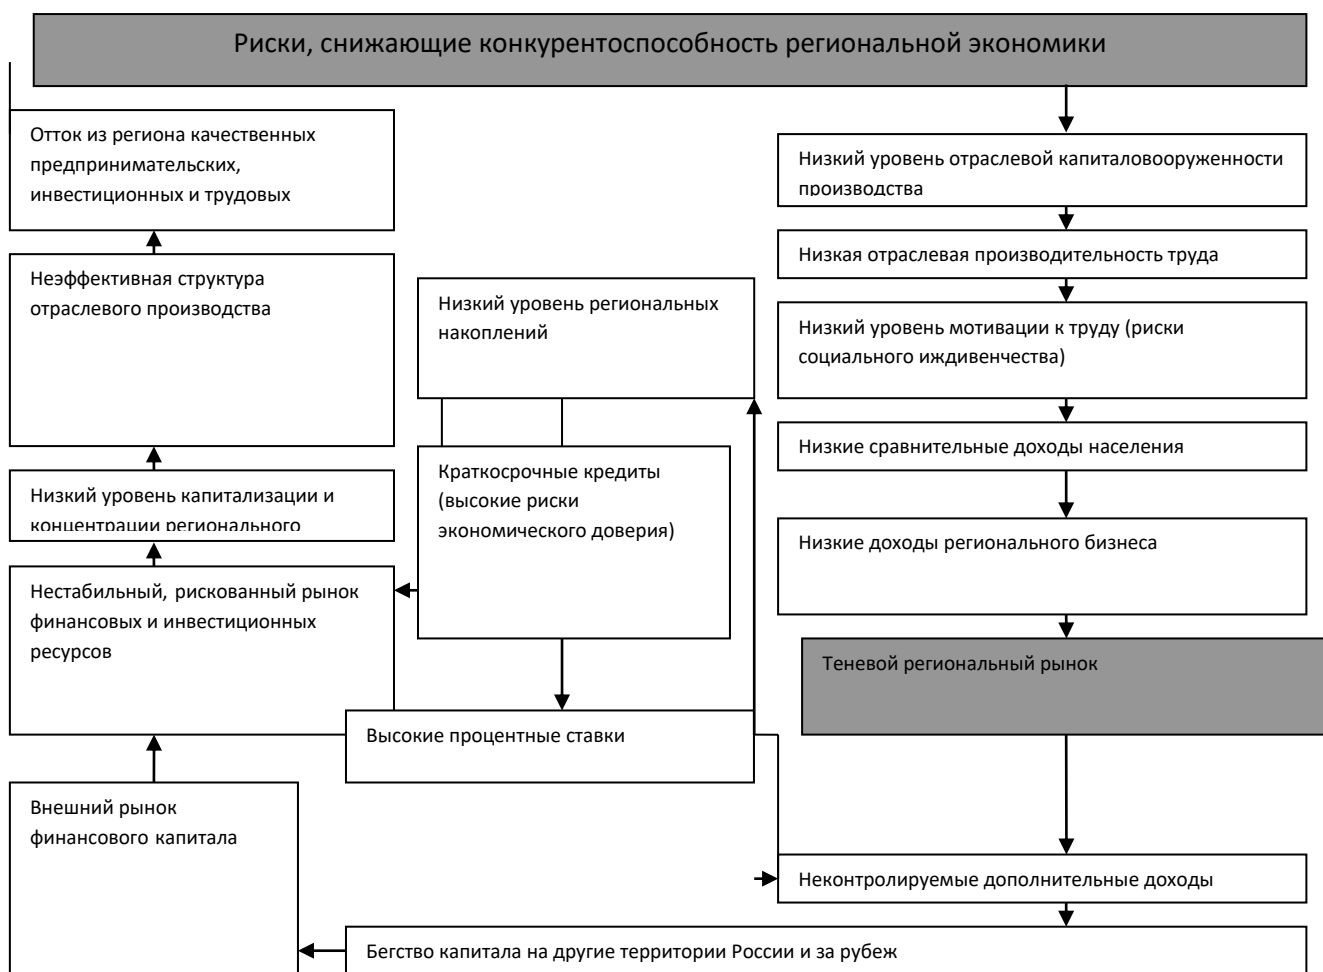 Риски, снижающие конкурентоспособность региональной экономики
Отток из региона качественных
предпринимательских,
инвестиционных и трудовых
Неэффективная структура
отраслевого производства
Низкий уровень капитализации и
концентрации регионального
Нестабильный, рискованный рынок
финансовых и инвестиционных
ресурсов
Внешний рынок
финансового капитала
Низкий уровень региональных
накоплений
Краткосрочные кредиты
(высокие риски
экономического доверия)
Высокие процентные ставки
Низкий уровень отраслевой капиталовооруженности
производства
Низкая отраслевая производительность труда
Низкий уровень мотивации к труду (риски
социального иждивенчества)
Низкие сравнительные доходы населения
Низкие доходы регионального бизнеса
Теневой региональный рынок
Неконтролируемые дополнительные доходы
Бегство капитала на другие территории России и за рубеж